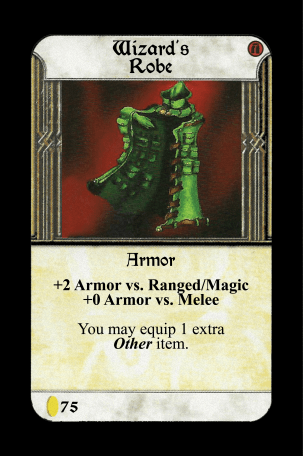 Wizard's
Robe
Armor
+2 Armor vs. Ranged/Magic
+0 Armor vs. Melee
You may equip 1 extra
Other item.
75